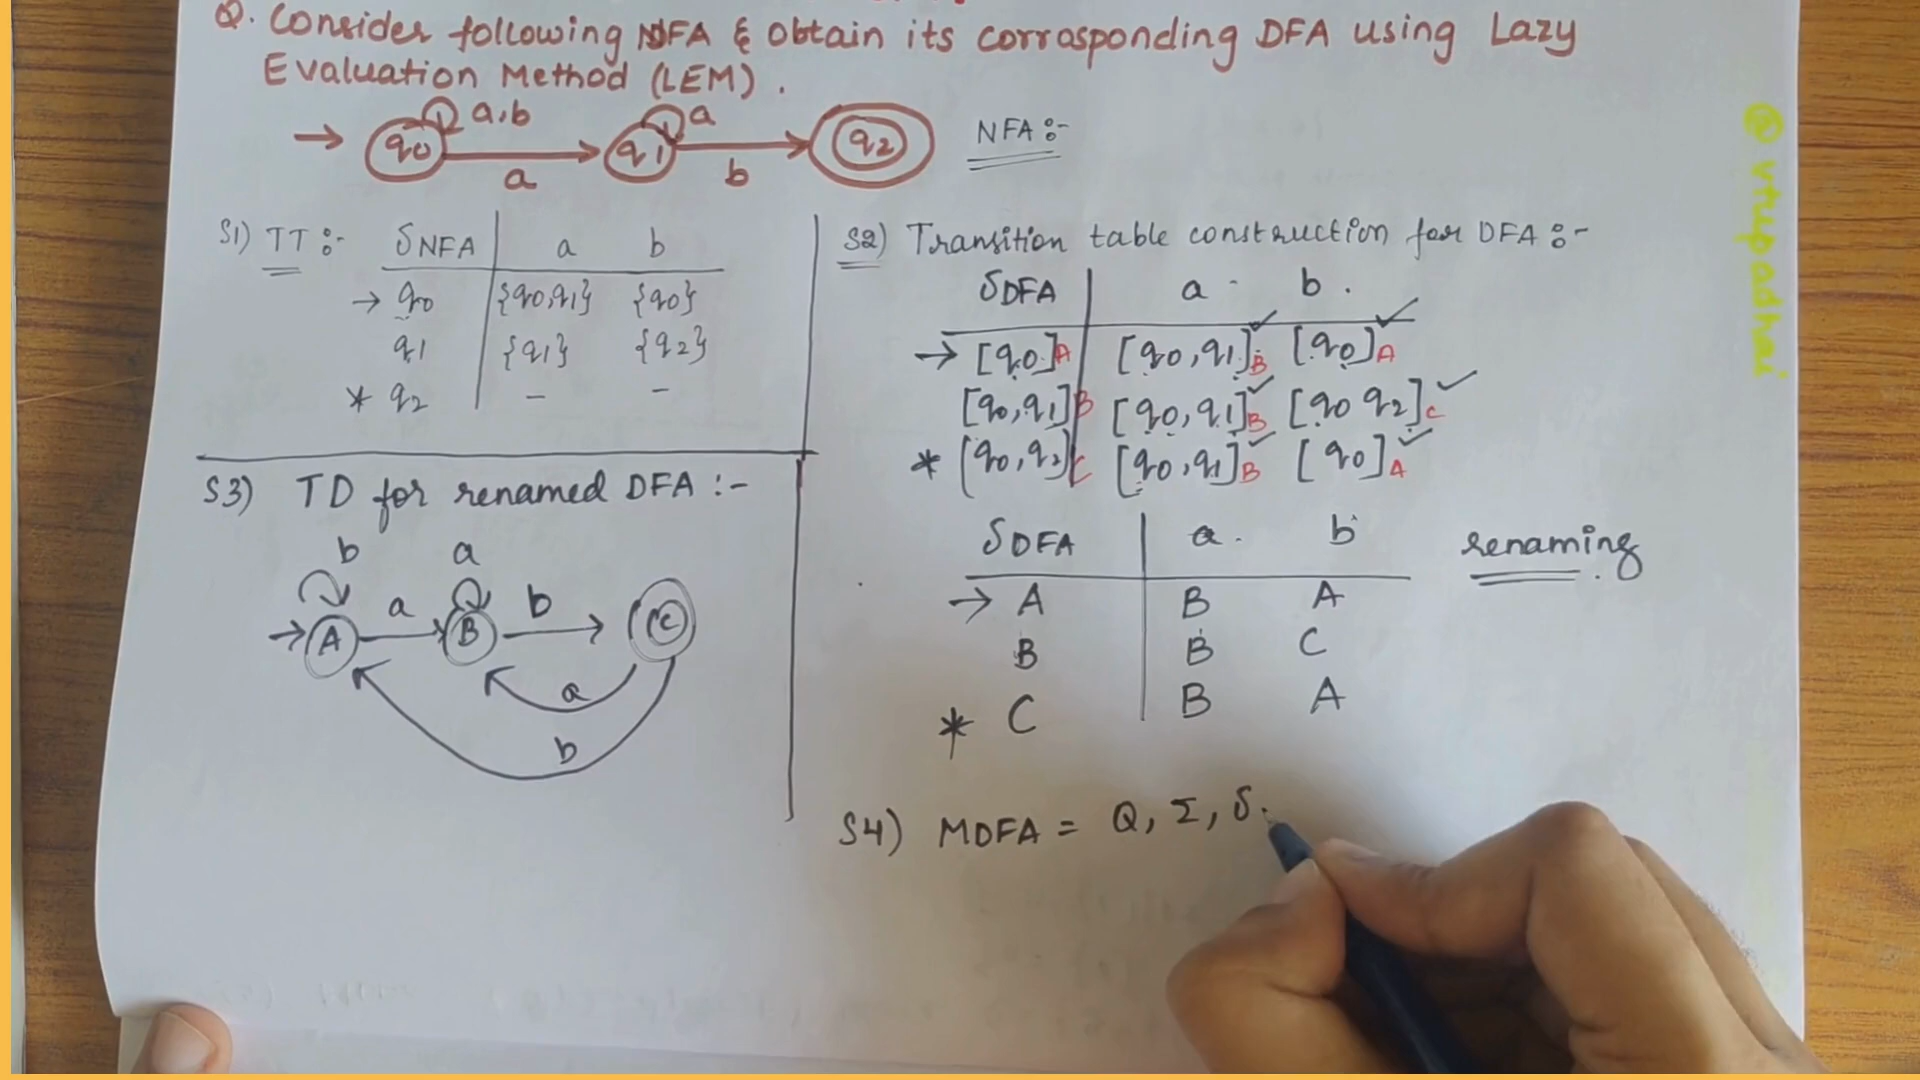 Q. Consider following NFA & obtain its corrosponding DFA using Lazy
Evaluation Method (LEM).
a,b
a
q0
q1
q2
a
b
NFA :-
S1) TT :-
δNFA a b
→ q0 {q0,q1} {q0}
q1 {q1} {q2}
* q2 - -
S2) Transition table construction for DFA :-
δDFA a b
→ [q0]A [q0,q1]B [q0]A
[q0,q1]B [q0,q1]B [q0 q2]C
* [q0,q2]C [q0,q1]B [q0]A
δDFA a b renaming
→ A B A
B B C
* C B A
S3) TD for renamed DFA :-
b a
a b
A B C
a
b
S4) MDFA = Q, Σ, δ
@vtupadhai